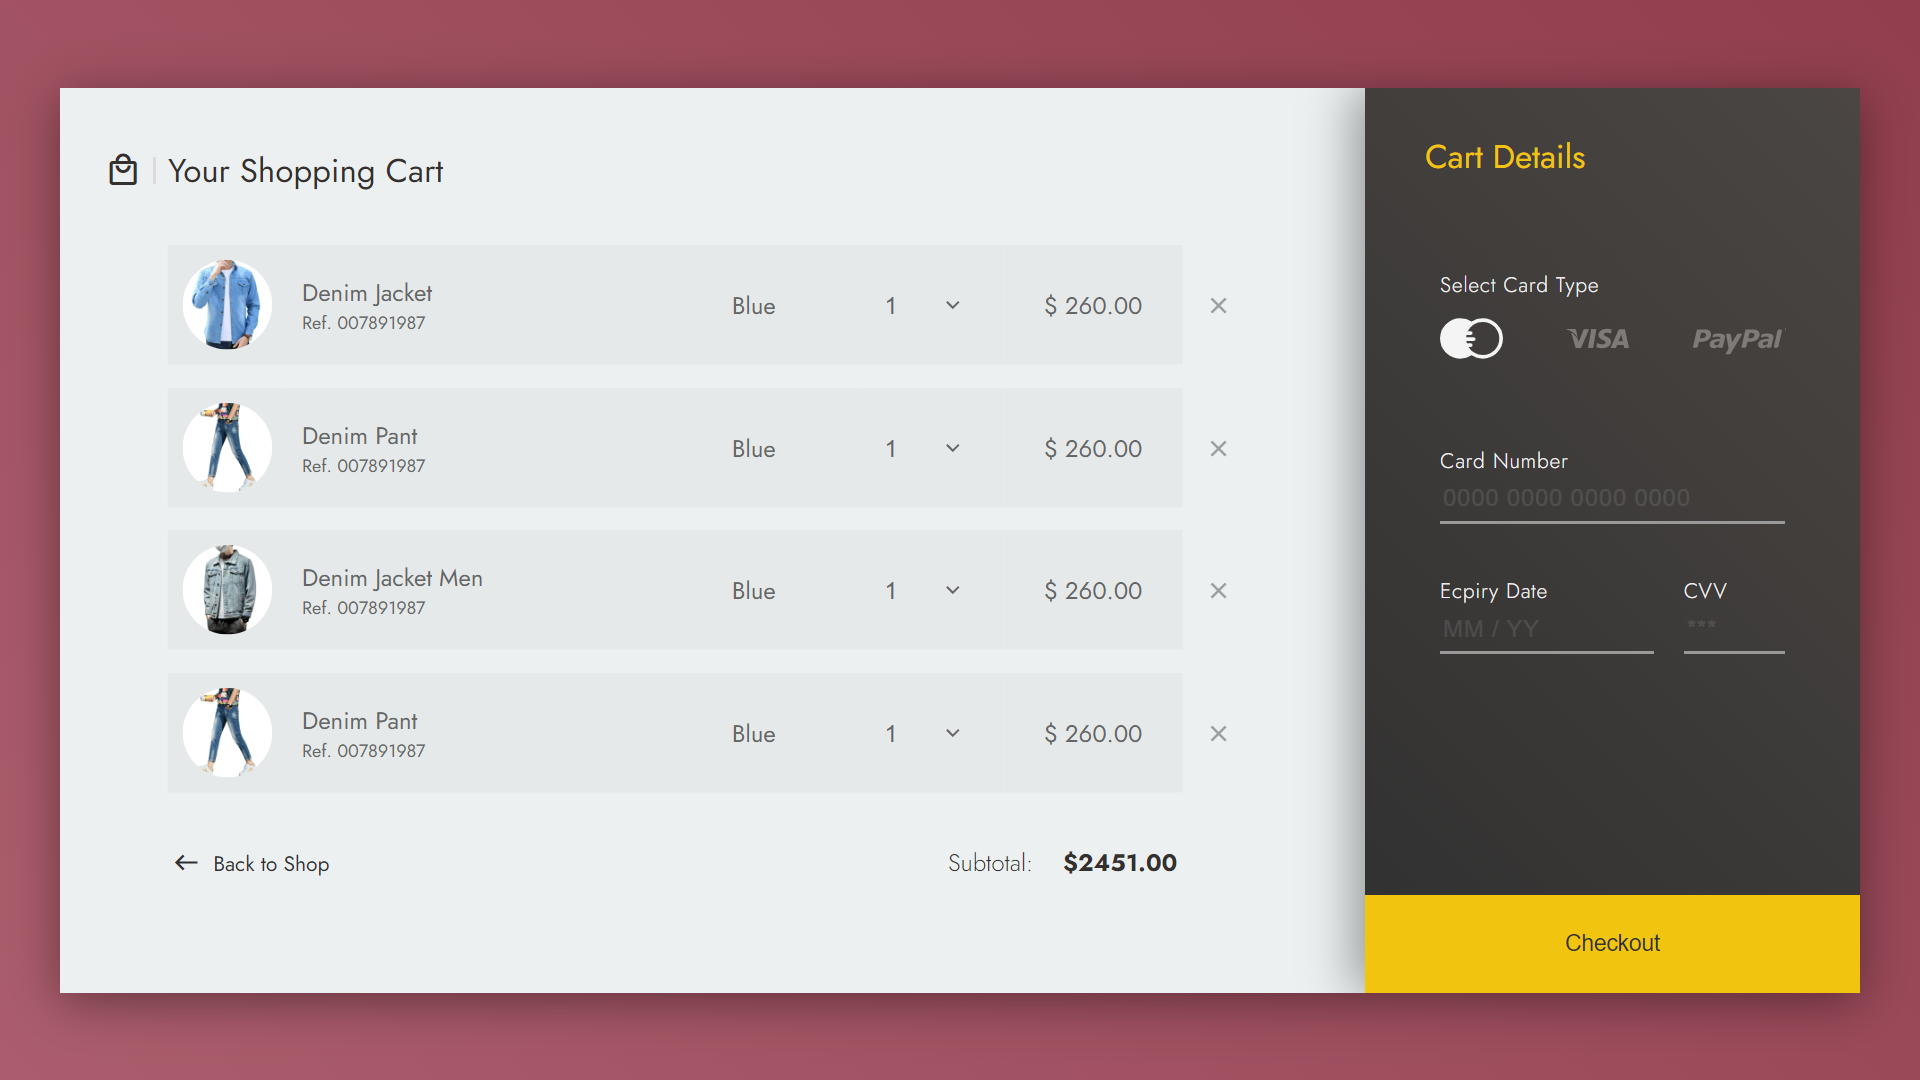 Your Shopping Cart
Denim Jacket
Ref. 007891987
Blue
1
$ 260.00
Denim Pant
Ref. 007891987
Blue
1
$ 260.00
Denim Jacket Men
Ref. 007891987
Blue
1
$ 260.00
Denim Pant
Ref. 007891987
Blue
1
$ 260.00
Back to Shop
Subtotal: $2451.00
Cart Details
Select Card Type
VISA PayPal
Card Number
0000 0000 0000 0000
Ecpiry Date CVV
MM / YY ***
Checkout